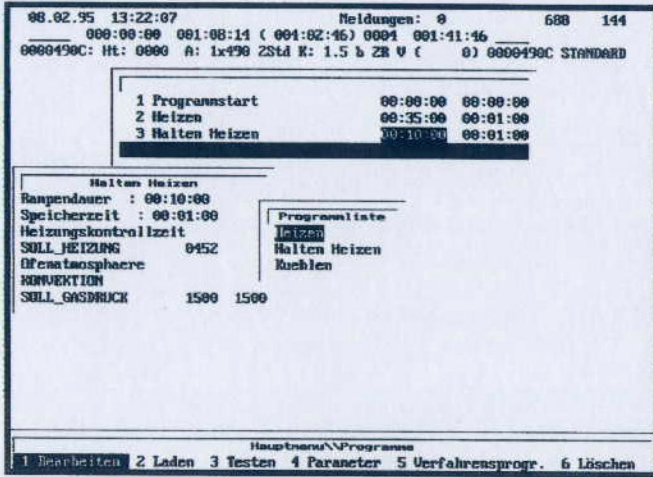 08.02.95 13:22:07 Meldungen: 0 688 144
000:00:00 001:08:14 ( 001:02:46) 0004 001:41:46
0000490C: Ht: 0000 A: 1x490 2Std K: 1.5 b ZR V ( 0) 0000490C STANDARD
1 Programmstart 00:00:00 00:00:00
2 Heizen 00:35:00 00:01:00
3 Halten Heizen 00:10:00 00:01:00
Halten Heizen
Rampendauer : 00:10:00
Speicherzeit : 00:01:00
Heizungskontrollzeit
SOLL_HEIZUNG 0452
Ofenatmosphaere
KONVEKTION
SOLL_GASDRUCK 1500 1500
Programmliste
Heizen
Halten Heizen
Kuehlen
Hauptmenu\\Programme
1 Bearbeiten 2 Laden 3 Testen 4 Parameter 5 Verfahrensprogr. 6 Löschen